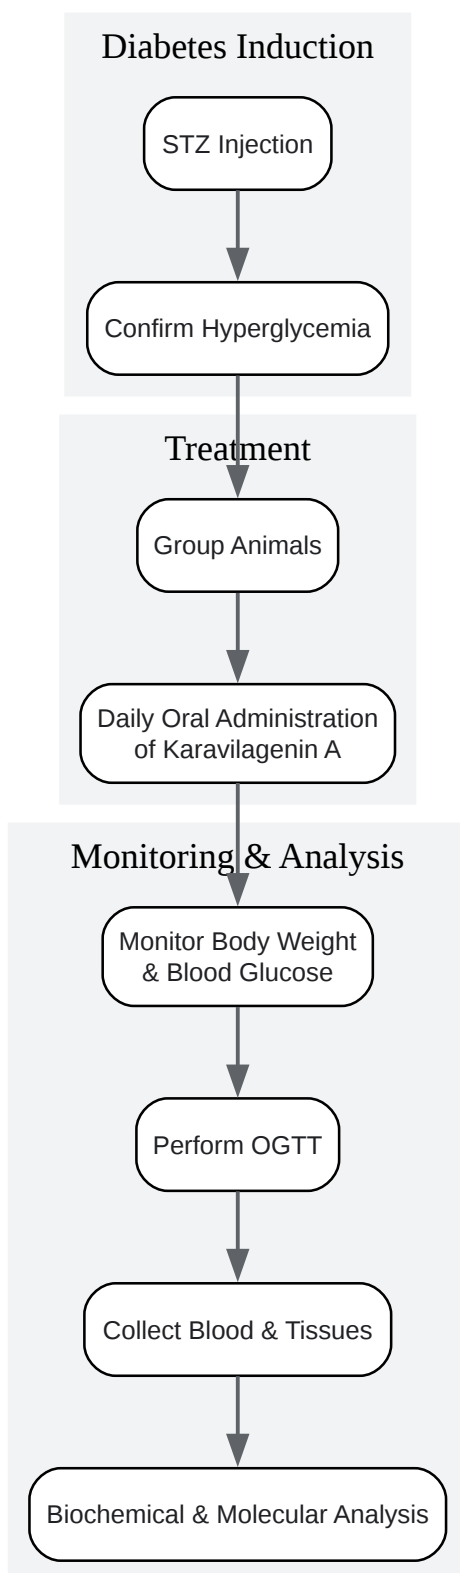 Diabetes Induction
STZ Injection
Confirm Hyperglycemia
Treatment
Group Animals
Daily Oral Administration
of Karavilagenin A
Monitoring & Analysis
Monitor Body Weight
& Blood Glucose
Perform OGTT
Collect Blood & Tissues
Biochemical & Molecular Analysis